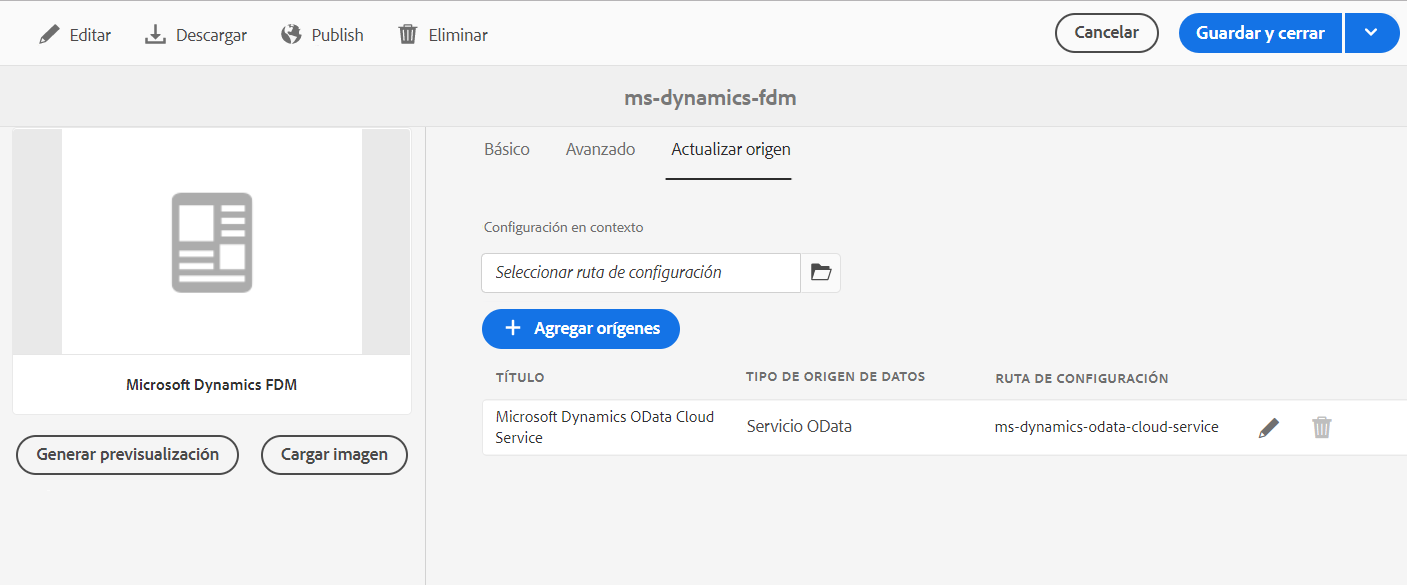 Editar Descargar Publish Eliminar Cancelar Guardar y cerrar
ms-dynamics-fdm
Microsoft Dynamics FDM
Generar previsualización Cargar imagen
Básico Avanzado Actualizar origen
Configuración en contexto
Seleccionar ruta de configuración
+ Agregar orígenes
TÍTULO TIPO DE ORIGEN DE DATOS RUTA DE CONFIGURACIÓN
Microsoft Dynamics OData Cloud
Service
Servicio OData
ms-dynamics-odata-cloud-service